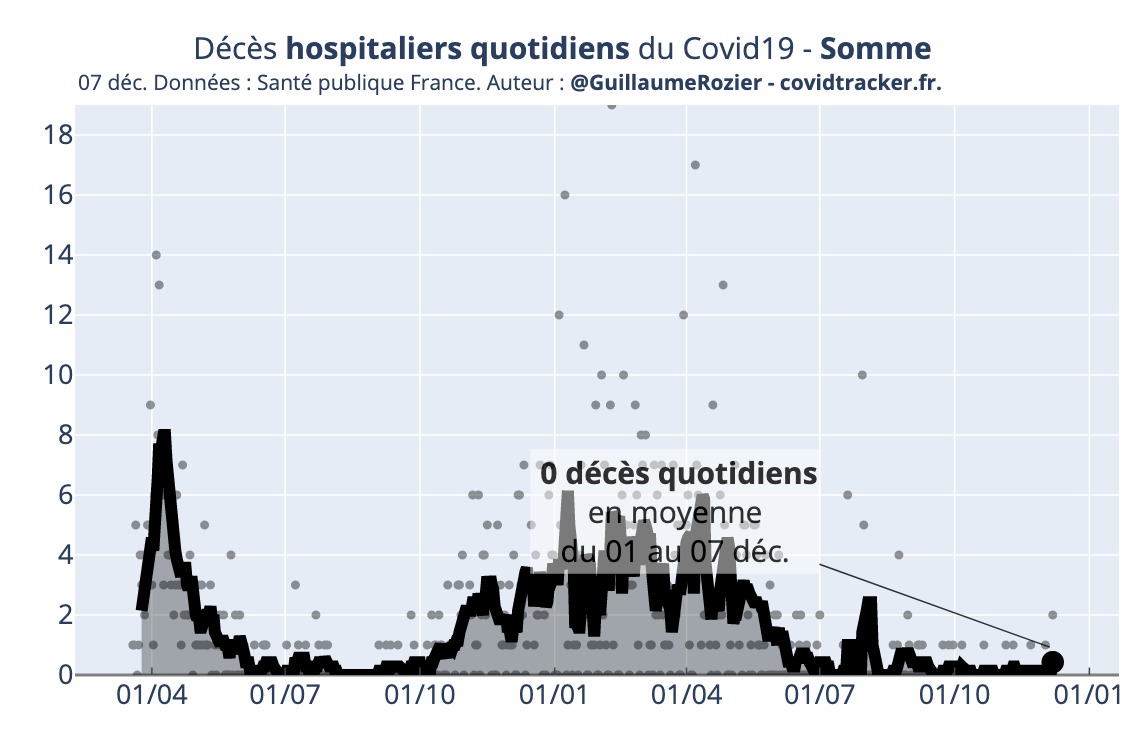 Décès hospitaliers quotidiens du Covid19 - Somme
07 déc. Données : Santé publique France. Auteur : @GuillaumeRozier - covidtracker.fr.
18
16
14
12
10
8
6
4
2
0
0 décès quotidiens
en moyenne
du 01 au 07 déc.
01/04 01/07 01/10 01/01 01/04 01/07 01/10 01/01